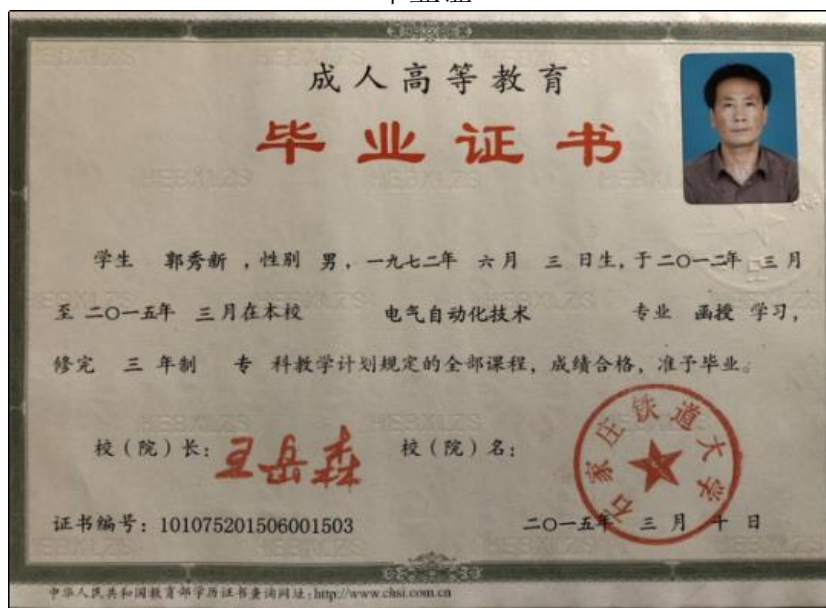 成人高等教育
毕业证书
学生 郭秀新 ，性别 男，一九七二年 六月 三 日生，于二〇一二年 三月
至 二〇一五年 三月在本校 电气自动化技术 专业 函授 学习，
修完 三 年制 专 科教学计划规定的全部课程，成绩合格，准予毕业。
校（院）长： 校（院）名：
石家庄铁道大学
证书编号：101075201506001503 二〇一五年 三 月 十 日
中华人民共和国教育部学历证书查询网址：http://www.chsi.com.cn